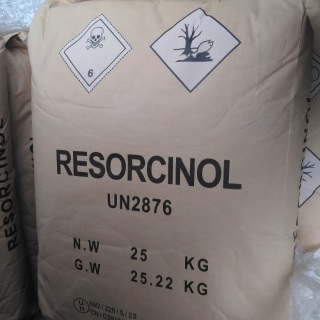 6
RESORCINOL
UN2876
N.W 25 KG
G.W 25.22 KG
RESORCINOL